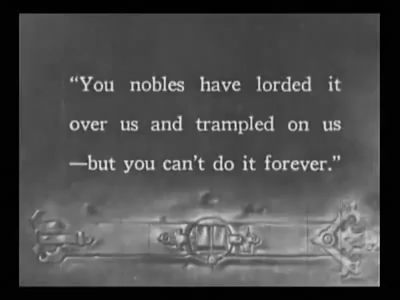 “You nobles have lorded it
over us and trampled on us
—but you can't do it forever.”